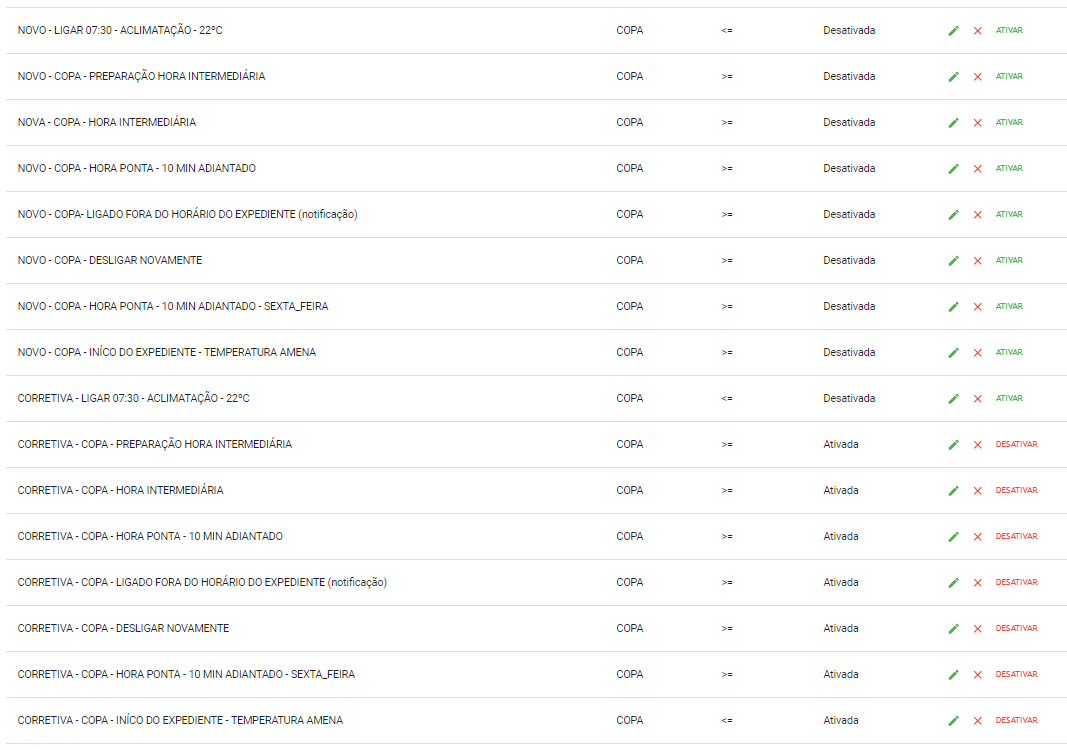 NOVO - LIGAR 07:30 - ACLIMATAÇÃO - 22ºC COPA <= Desativada ATIVAR
NOVO - COPA - PREPARAÇÃO HORA INTERMEDIÁRIA COPA >= Desativada ATIVAR
NOVA - COPA - HORA INTERMEDIÁRIA COPA >= Desativada ATIVAR
NOVO - COPA - HORA PONTA - 10 MIN ADIANTADO COPA >= Desativada ATIVAR
NOVO - COPA- LIGADO FORA DO HORÁRIO DO EXPEDIENTE (notificação) COPA >= Desativada ATIVAR
NOVO - COPA - DESLIGAR NOVAMENTE COPA >= Desativada ATIVAR
NOVO - COPA - HORA PONTA - 10 MIN ADIANTADO - SEXTA_FEIRA COPA >= Desativada ATIVAR
NOVO - COPA - INÍCO DO EXPEDIENTE - TEMPERATURA AMENA COPA >= Desativada ATIVAR
CORRETIVA - LIGAR 07:30 - ACLIMATAÇÃO - 22ºC COPA <= Desativada ATIVAR
CORRETIVA - COPA - PREPARAÇÃO HORA INTERMEDIÁRIA COPA >= Ativada DESATIVAR
CORRETIVA - COPA - HORA INTERMEDIÁRIA COPA >= Ativada DESATIVAR
CORRETIVA - COPA - HORA PONTA - 10 MIN ADIANTADO COPA >= Ativada DESATIVAR
CORRETIVA - COPA - LIGADO FORA DO HORÁRIO DO EXPEDIENTE (notificação) COPA >= Ativada DESATIVAR
CORRETIVA - COPA - DESLIGAR NOVAMENTE COPA >= Ativada DESATIVAR
CORRETIVA - COPA - HORA PONTA - 10 MIN ADIANTADO - SEXTA_FEIRA COPA >= Ativada DESATIVAR
CORRETIVA - COPA - INÍCO DO EXPEDIENTE - TEMPERATURA AMENA COPA <= Ativada DESATIVAR